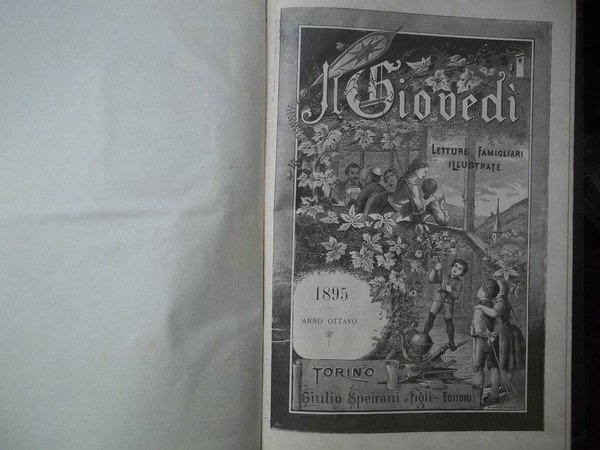 Il Giovedì
LETTURE FAMIGLIARI
ILLUSTRATE
1895
ANNO OTTAVO
TORINO
Giulio Speirani e figli - EDITORI